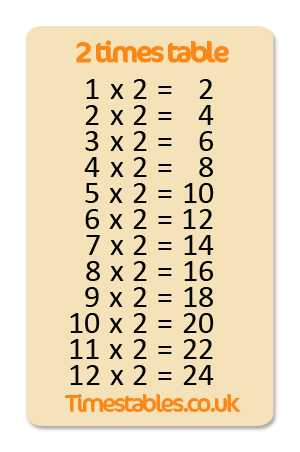 2 times table
1 x 2 = 2
2 x 2 = 4
3 x 2 = 6
4 x 2 = 8
5 x 2 = 10
6 x 2 = 12
7 x 2 = 14
8 x 2 = 16
9 x 2 = 18
10 x 2 = 20
11 x 2 = 22
12 x 2 = 24
Timestables.co.uk